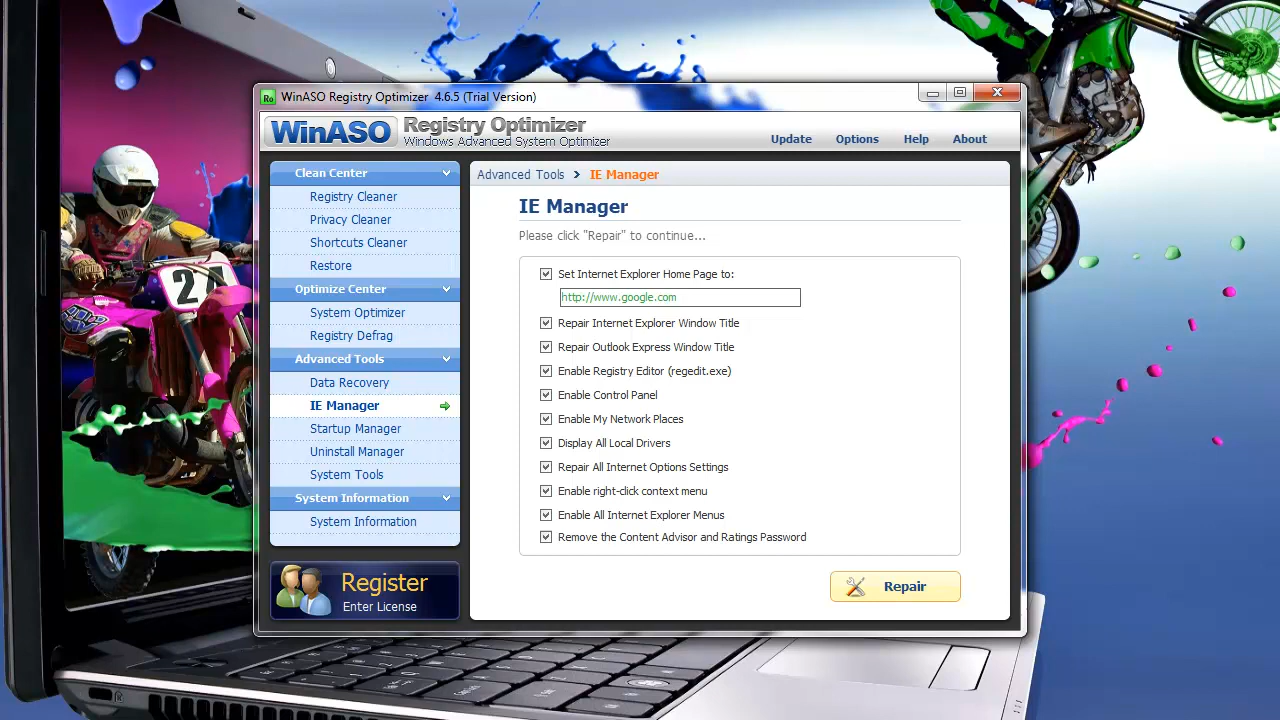 WinASO Registry Optimizer 4.6.5 (Trial Version)
WinASO
Registry Optimizer
Windows Advanced System Optimizer
Update
Options
Help
About
Clean Center
Registry Cleaner
Privacy Cleaner
Shortcuts Cleaner
Restore
Optimize Center
System Optimizer
Registry Defrag
Advanced Tools
Data Recovery
IE Manager
Startup Manager
Uninstall Manager
System Tools
System Information
System Information
Register
Enter License
Advanced Tools > IE Manager
IE Manager
Please click "Repair" to continue...
Set Internet Explorer Home Page to:
http://www.google.com
Repair Internet Explorer Window Title
Repair Outlook Express Window Title
Enable Registry Editor (regedit.exe)
Enable Control Panel
Enable My Network Places
Display All Local Drivers
Repair All Internet Options Settings
Enable right-click context menu
Enable All Internet Explorer Menus
Remove the Content Advisor and Ratings Password
Repair